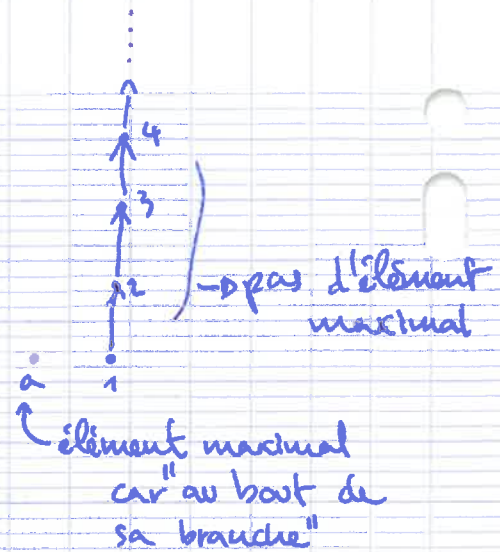 4
3
2
→ pas d'élément
maximal
a 1
élément maximal
car "au bout de
sa branche"